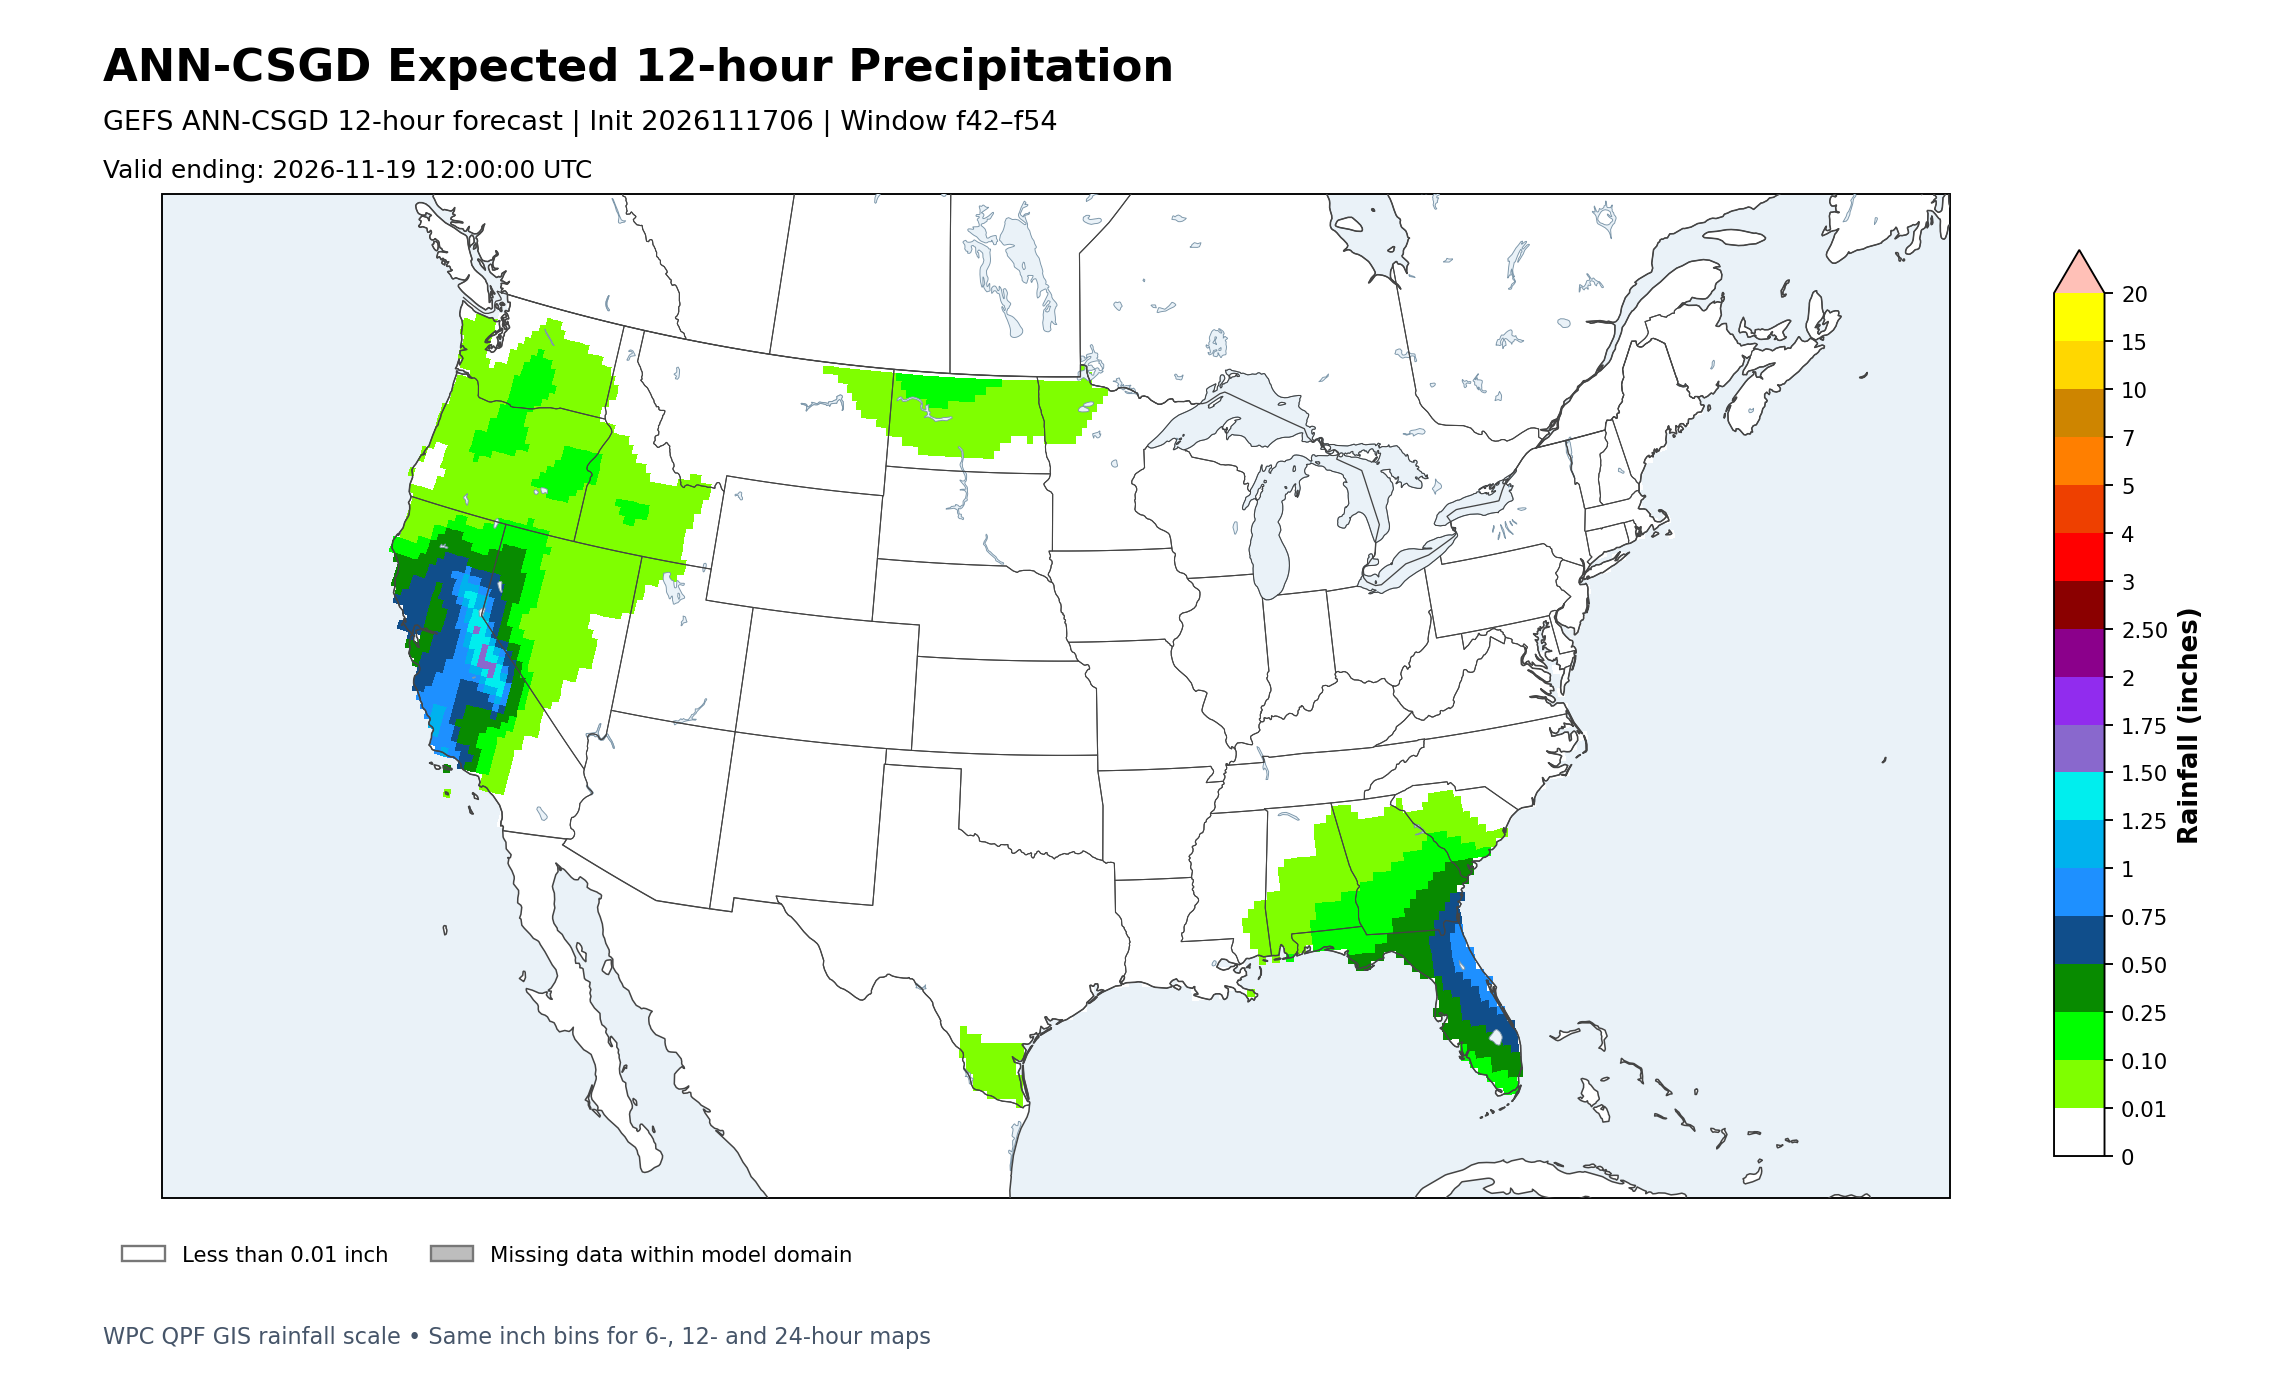 ANN-CSGD Expected 12-hour Precipitation
GEFS ANN-CSGD 12-hour forecast | Init 2026111706 | Window f42–f54
Valid ending: 2026-11-19 12:00:00 UTC
20
15
10
7
5
4
3
2.50
2
1.75
1.50
1.25
1
0.75
0.50
0.25
0.10
0.01
0
Rainfall (inches)
Less than 0.01 inch
Missing data within model domain
WPC QPF GIS rainfall scale • Same inch bins for 6-, 12- and 24-hour maps